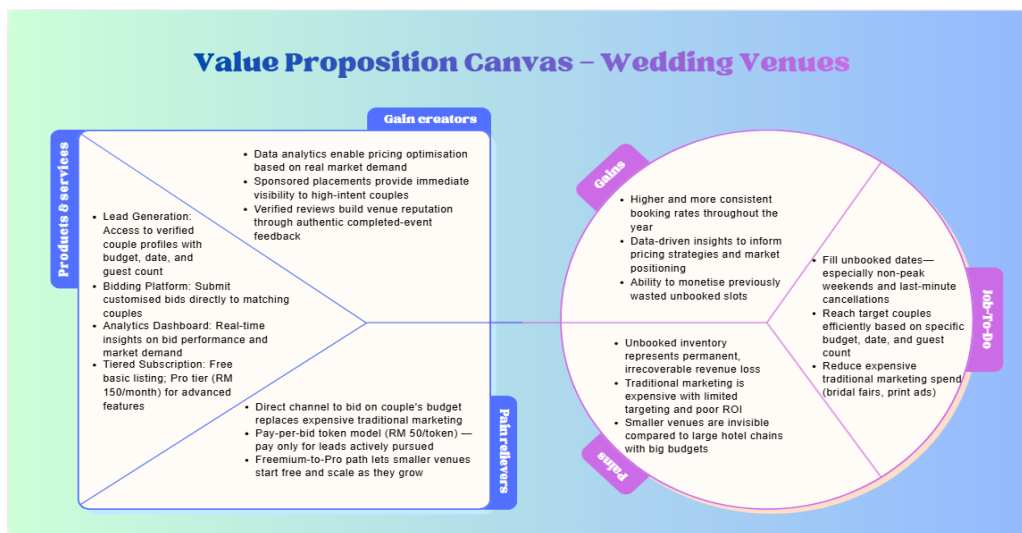 Value Proposition Canvas – Wedding Venues
Gain creators
Products & services
• Data analytics enable pricing optimisation
based on real market demand
• Sponsored placements provide immediate
visibility to high-intent couples
• Verified reviews build venue reputation
through authentic completed-event
feedback
• Lead Generation:
Access to verified
couple profiles with
budget, date, and
guest count
• Bidding Platform: Submit
customised bids directly to matching
couples
• Analytics Dashboard: Real-time
insights on bid performance and
market demand
• Tiered Subscription: Free
basic listing; Pro tier (RM
150/month) for advanced
features
• Direct channel to bid on couple's budget
replaces expensive traditional marketing
• Pay-per-bid token model (RM 50/token) —
pay only for leads actively pursued
• Freemium-to-Pro path lets smaller venues
start free and scale as they grow
Pain relievers
Gains
• Higher and more consistent
booking rates throughout the
year
• Data-driven insights to inform
pricing strategies and market
positioning
• Ability to monetise previously
wasted unbooked slots
• Fill unbooked dates—
especially non-peak
weekends and last-minute
cancellations
• Reach target couples
efficiently based on specific
budget, date, and guest
count
• Reduce expensive
traditional marketing spend
(bridal fairs, print ads)
Job-To-Do
• Unbooked inventory
represents permanent,
irrecoverable revenue loss
• Traditional marketing is
expensive with limited
targeting and poor ROI
• Smaller venues are invisible
compared to large hotel chains
with big budgets
Pains